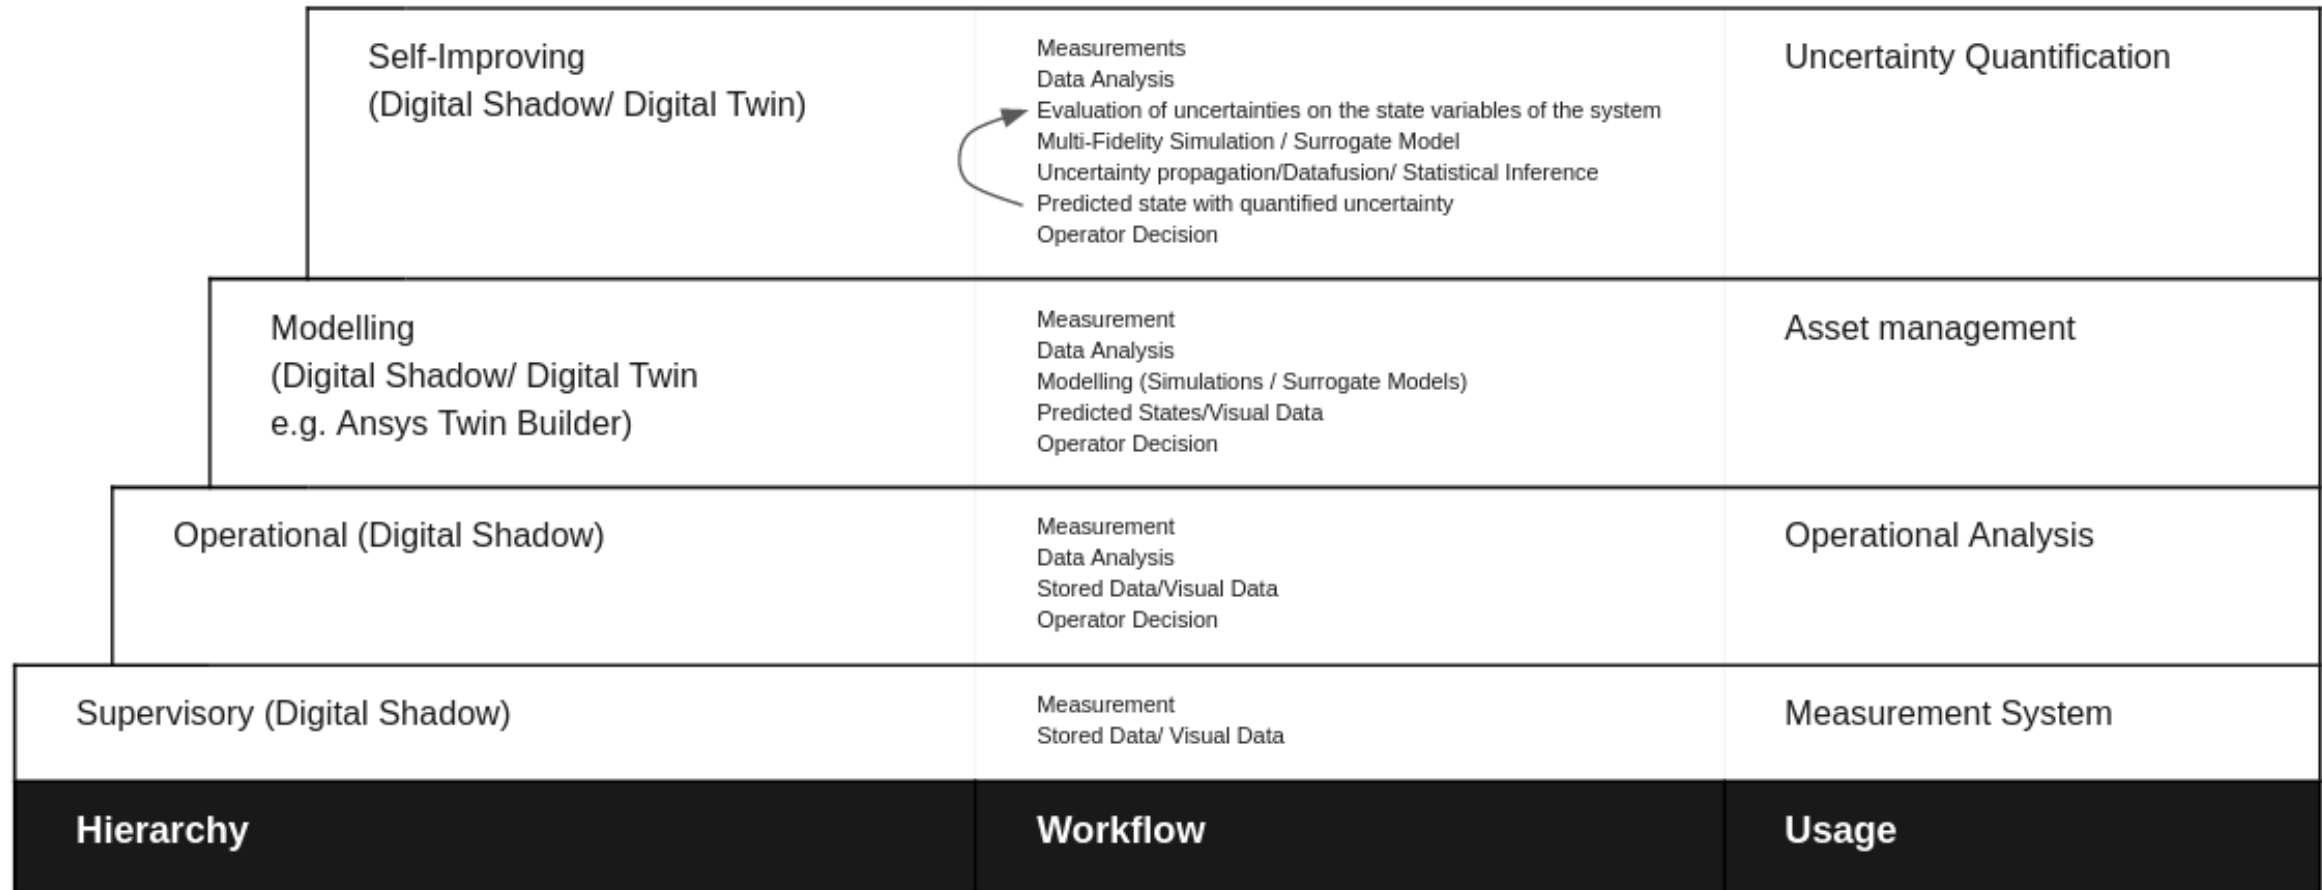 Self-Improving
(Digital Shadow/ Digital Twin)
Measurements
Data Analysis
Evaluation of uncertainties on the state variables of the system
Multi-Fidelity Simulation / Surrogate Model
Uncertainty propagation/Datafusion/ Statistical Inference
Predicted state with quantified uncertainty
Operator Decision
Uncertainty Quantification
Modelling
(Digital Shadow/ Digital Twin
e.g. Ansys Twin Builder)
Measurement
Data Analysis
Modelling (Simulations / Surrogate Models)
Predicted States/Visual Data
Operator Decision
Asset management
Operational (Digital Shadow)
Measurement
Data Analysis
Stored Data/Visual Data
Operator Decision
Operational Analysis
Supervisory (Digital Shadow)
Measurement
Stored Data/ Visual Data
Measurement System
Hierarchy
Workflow
Usage